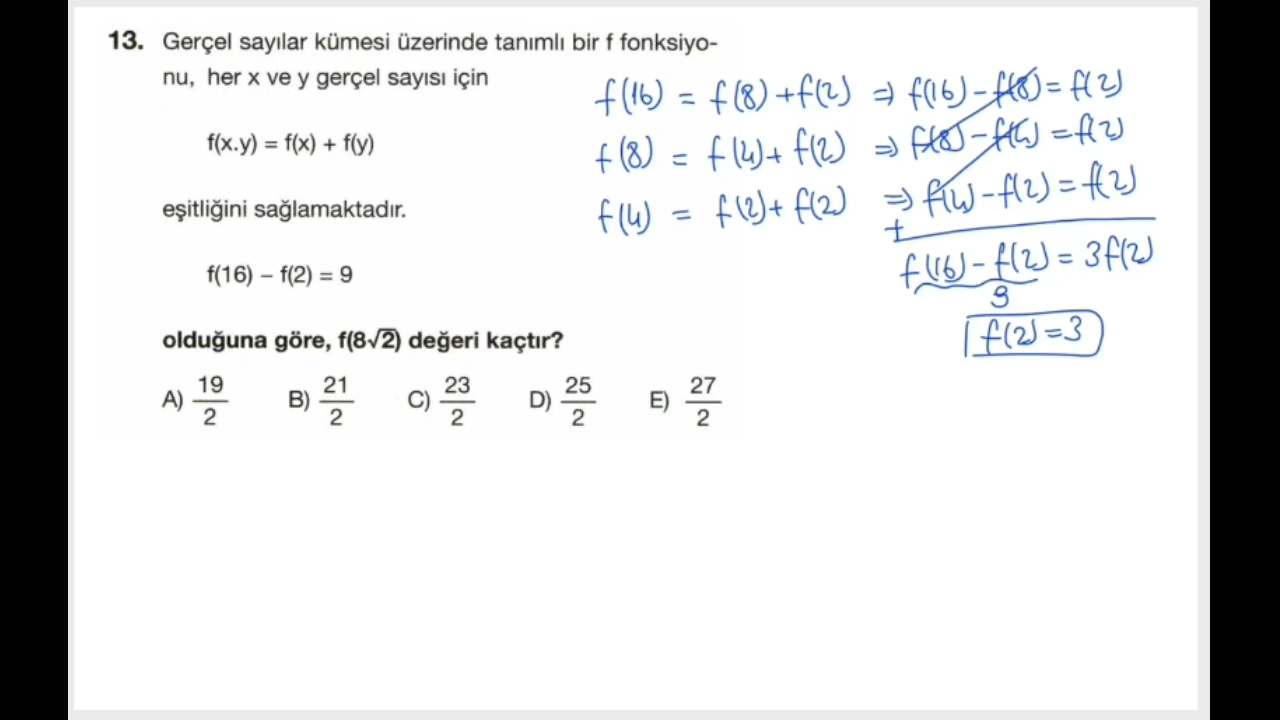 13. Gerçel sayılar kümesi üzerinde tanımlı bir f fonksiyo-
nu, her x ve y gerçel sayısı için
f(x.y) = f(x) + f(y)
eşitliğini sağlamaktadır.
f(16) – f(2) = 9
olduğuna göre, f(8√2) değeri kaçtır?
A) 19/2 B) 21/2 C) 23/2 D) 25/2 E) 27/2
f(16) = f(8) + f(2) ⇒ f(16) - f(8) = f(2)
f(8) = f(4) + f(2) ⇒ f(8) - f(4) = f(2)
f(4) = f(2) + f(2) ⇒ f(4) - f(2) = f(2)
+
f(16) - f(2) = 3f(2)
9
f(2) = 3